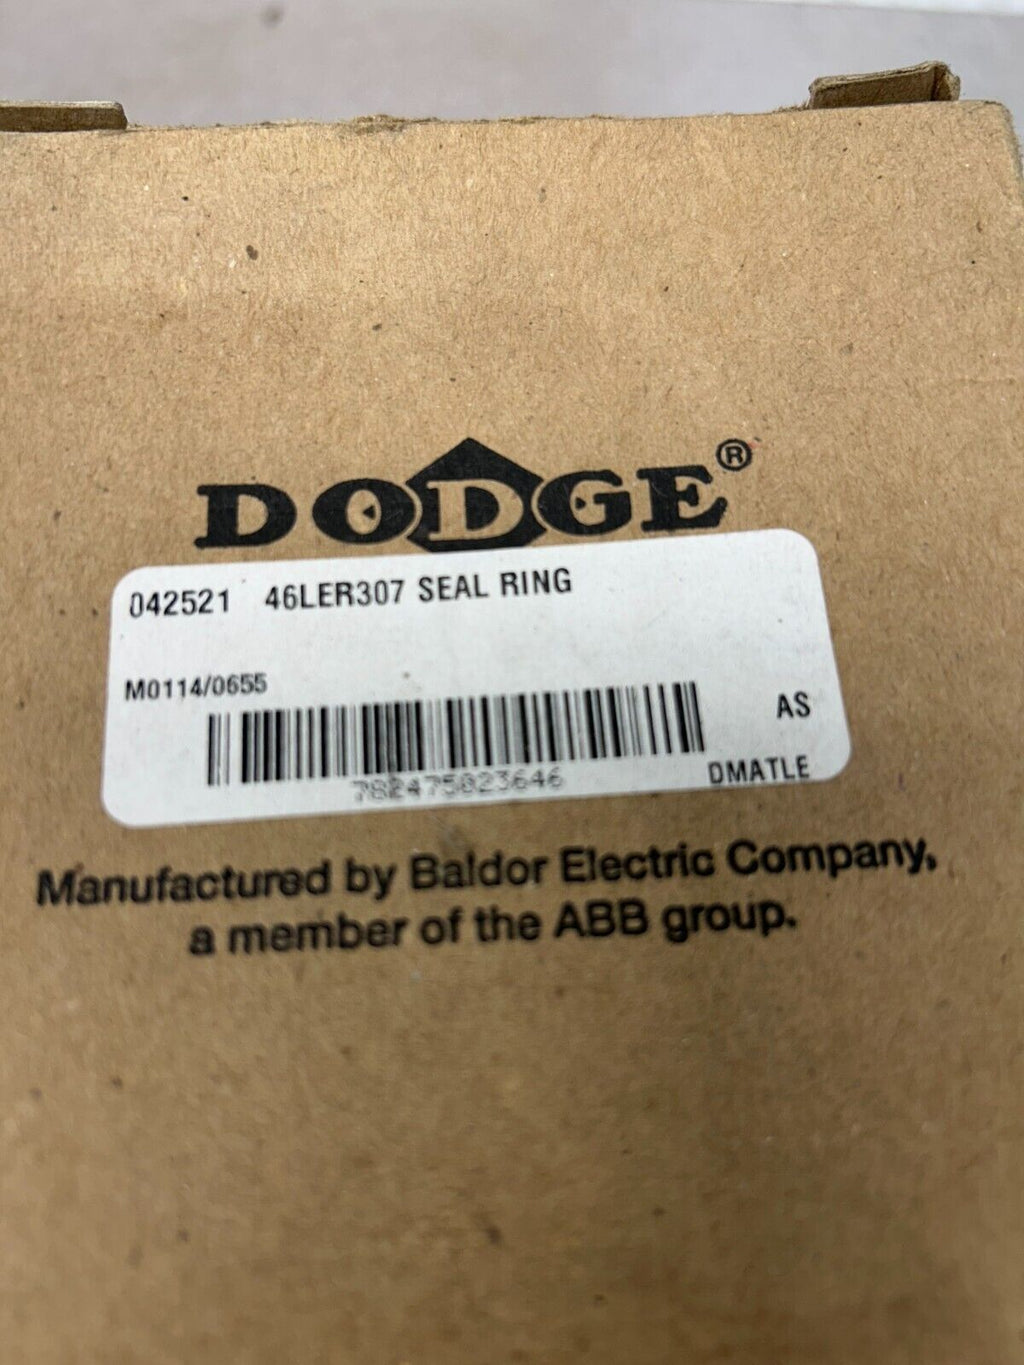 DODGE®
042521 46LER307 SEAL RING
M0114/0655
AS
782475023646
DMATLE
Manufactured by Baldor Electric Company,
a member of the ABB group.